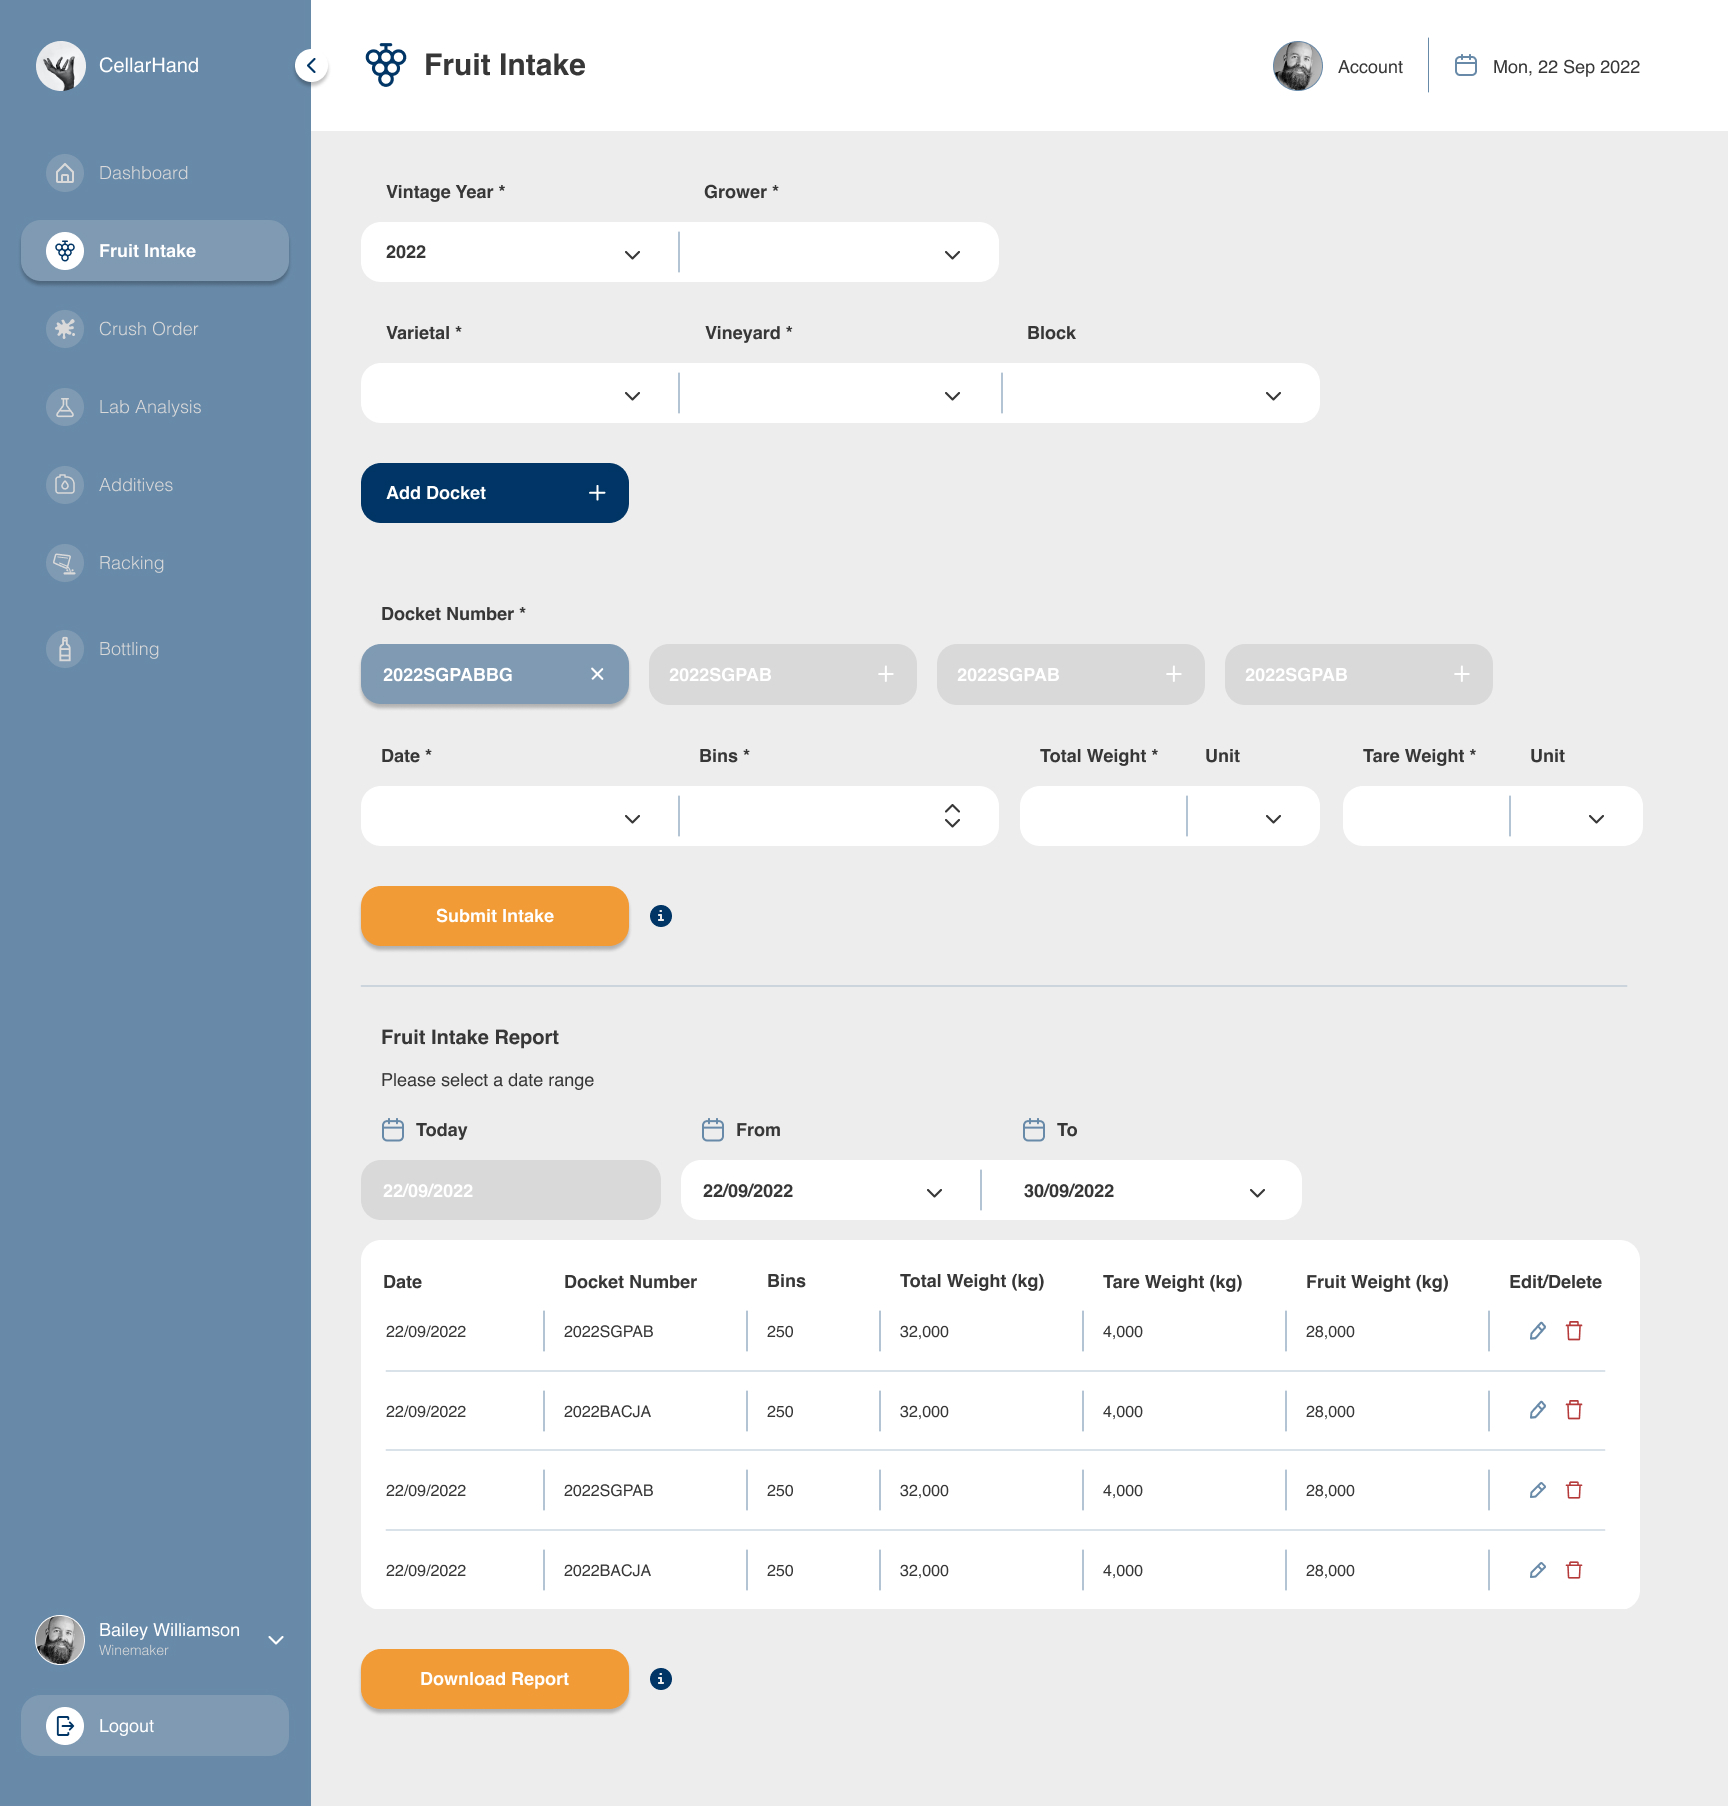 CellarHand
Fruit Intake
Account
Mon, 22 Sep 2022
Dashboard
Fruit Intake
Crush Order
Lab Analysis
Additives
Racking
Bottling
Bailey Williamson
Winemaker
Logout
Vintage Year * Grower *
2022
Varietal * Vineyard * Block
Add Docket
Docket Number *
2022SGPABBG 2022SGPAB 2022SGPAB 2022SGPAB
Date * Bins * Total Weight * Unit Tare Weight * Unit
Submit Intake
Fruit Intake Report
Please select a date range
Today From To
22/09/2022 22/09/2022 30/09/2022
Date Docket Number Bins Total Weight (kg) Tare Weight (kg) Fruit Weight (kg) Edit/Delete
22/09/2022 2022SGPAB 250 32,000 4,000 28,000
22/09/2022 2022BACJA 250 32,000 4,000 28,000
22/09/2022 2022SGPAB 250 32,000 4,000 28,000
22/09/2022 2022BACJA 250 32,000 4,000 28,000
Download Report